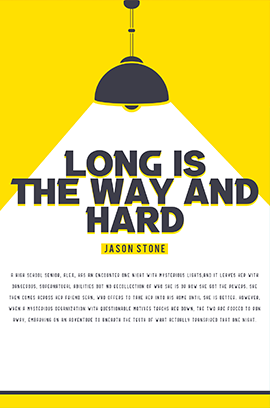 LONG IS
THE WAY AND
HARD
JASON STONE
A HIGH SCHOOL SENIOR, ALEX, HAS AN ENCOUNTER ONE NIGHT WITH MYSTERIOUS LIGHTS,AND IT LEAVES HER WITH
DANGEROUS, SUPERNATURAL ABILITIES BUT NO RECOLLECTION OF WHO SHE IS OR HOW SHE GOT THE POWERS. SHE
THEN COMES ACROSS HER FRIEND SEAN, WHO OFFERS TO TAKE HER INTO HIS HOME UNTIL SHE IS BETTER. HOWEVER,
WHEN A MYSTERIOUS ORGANIZATION WITH QUESTIONABLE MOTIVES TRACKS HER DOWN, THE TWO ARE FORCED TO RUN
AWAY, EMBARKING ON AN ADVENTURE TO UNEARTH THE TRUTH OF WHAT ACTUALLY TRANSPIRED THAT ONE NIGHT.